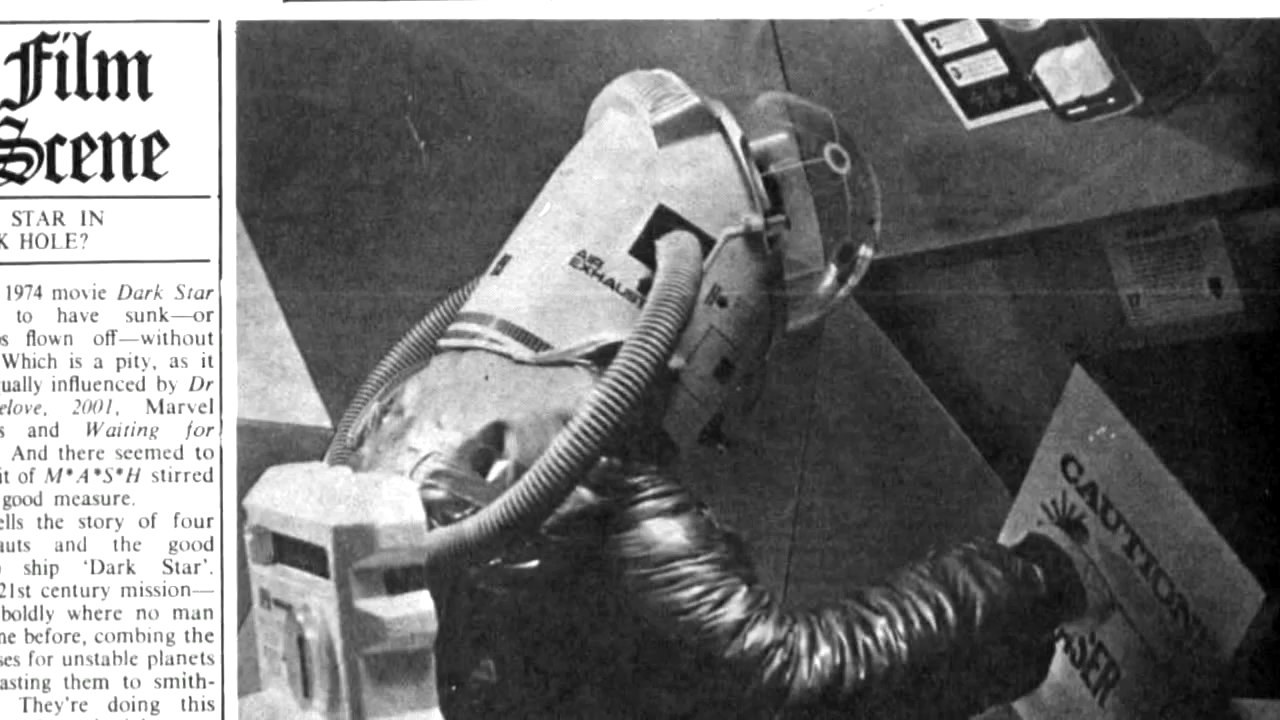 Film
Scene
STAR IN
K HOLE?
1974 movie Dark Star
to have sunk—or
s flown off—without
Which is a pity, as it
ually influenced by Dr
elove, 2001, Marvel
s and Waiting for
And there seemed to
it of M*A*S*H stirred
good measure.
ells the story of four
auts and the good
ship ‘Dark Star’.
21st century mission—
boldly where no man
ne before, combing the
ses for unstable planets
asting them to smith-
They're doing this
AIR
EXHAUST
CAUTION
ASER
2
3
17